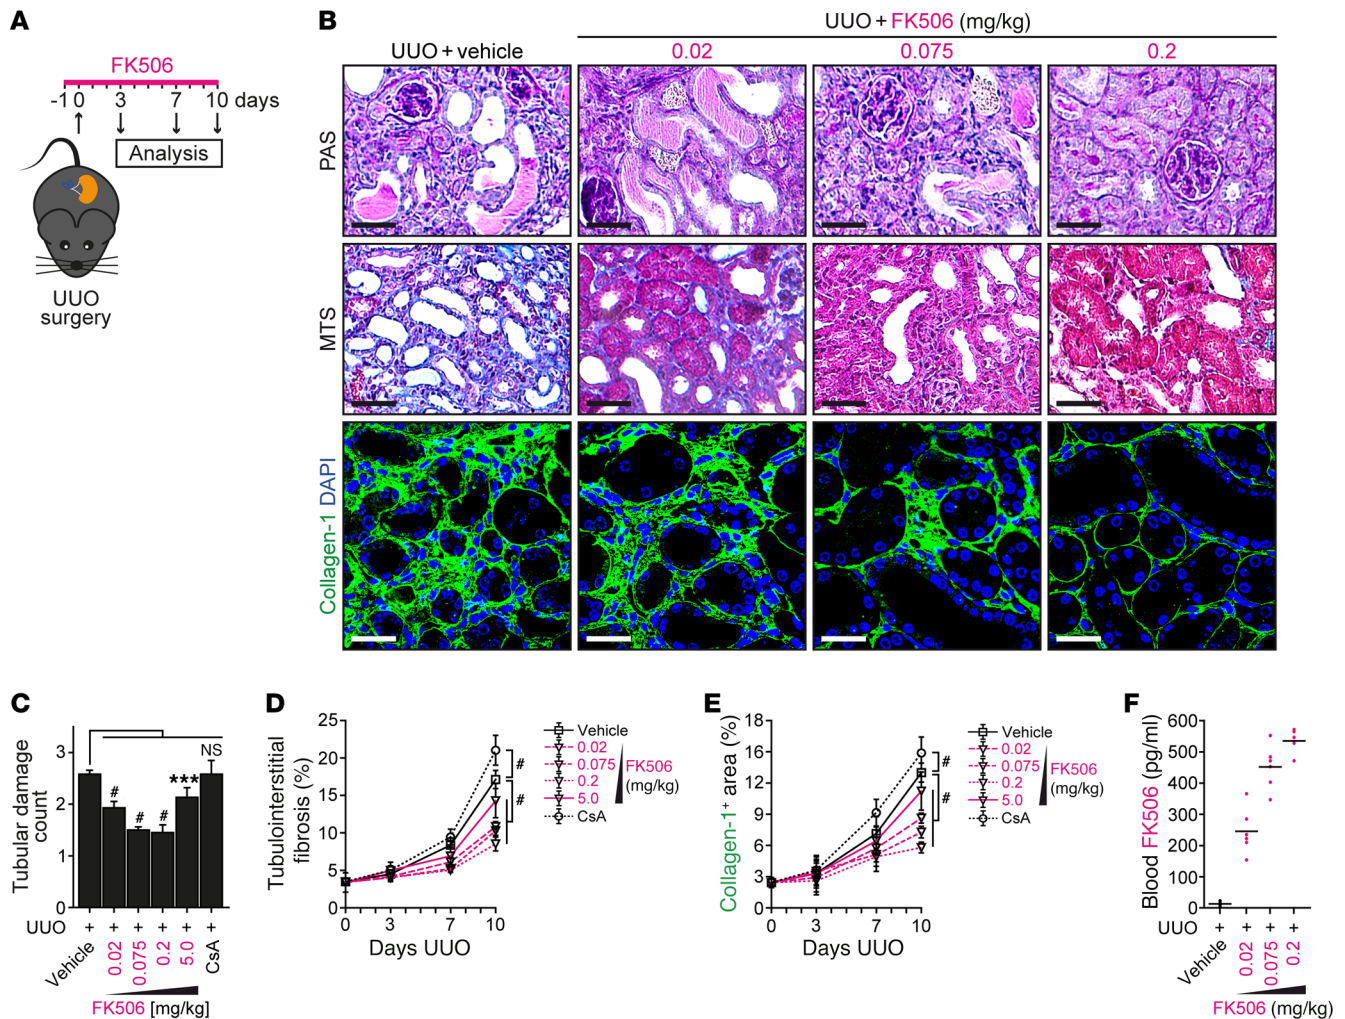 A
FK506
-1 0 3 7 10 days
Analysis
UUO
surgery
B
UUO + FK506 (mg/kg)
UUO + vehicle 0.02 0.075 0.2
PAS
MTS
Collagen-1 DAPI
C
Tubular damage
count
3
2
1
0
# # # *** NS
UUO + + + + + +
Vehicle 0.02 0.075 0.2 5.0 CsA
FK506 [mg/kg]
D
Tubulointerstitial
fibrosis (%)
25
20
15
10
5
0
0 3 7 10
Days UUO
#
#
Vehicle
0.02
0.075
0.2
5.0
CsA
FK506
(mg/kg)
E
Collagen-1+ area (%)
18
15
12
9
6
3
0
0 3 7 10
Days UUO
#
#
Vehicle
0.02
0.075
0.2
5.0
CsA
FK506
(mg/kg)
F
Blood FK506 (pg/ml)
600
500
400
300
200
100
0
UUO + + + +
Vehicle 0.02 0.075 0.2
FK506 (mg/kg)